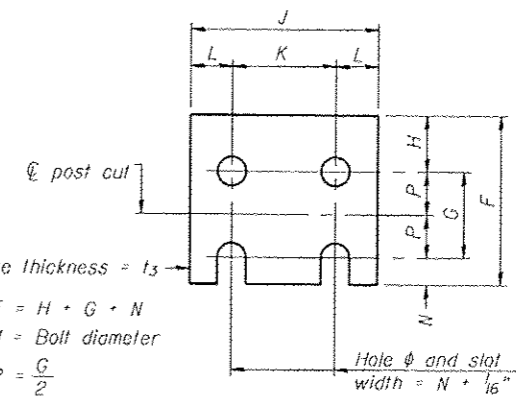 J
L K L
H
P
G
F
P
N
℄ post cut
e thickness = t₃
= H + G + N
= Bolt diameter
= G/2
Hole ϕ and slot
width = N + 1/16"